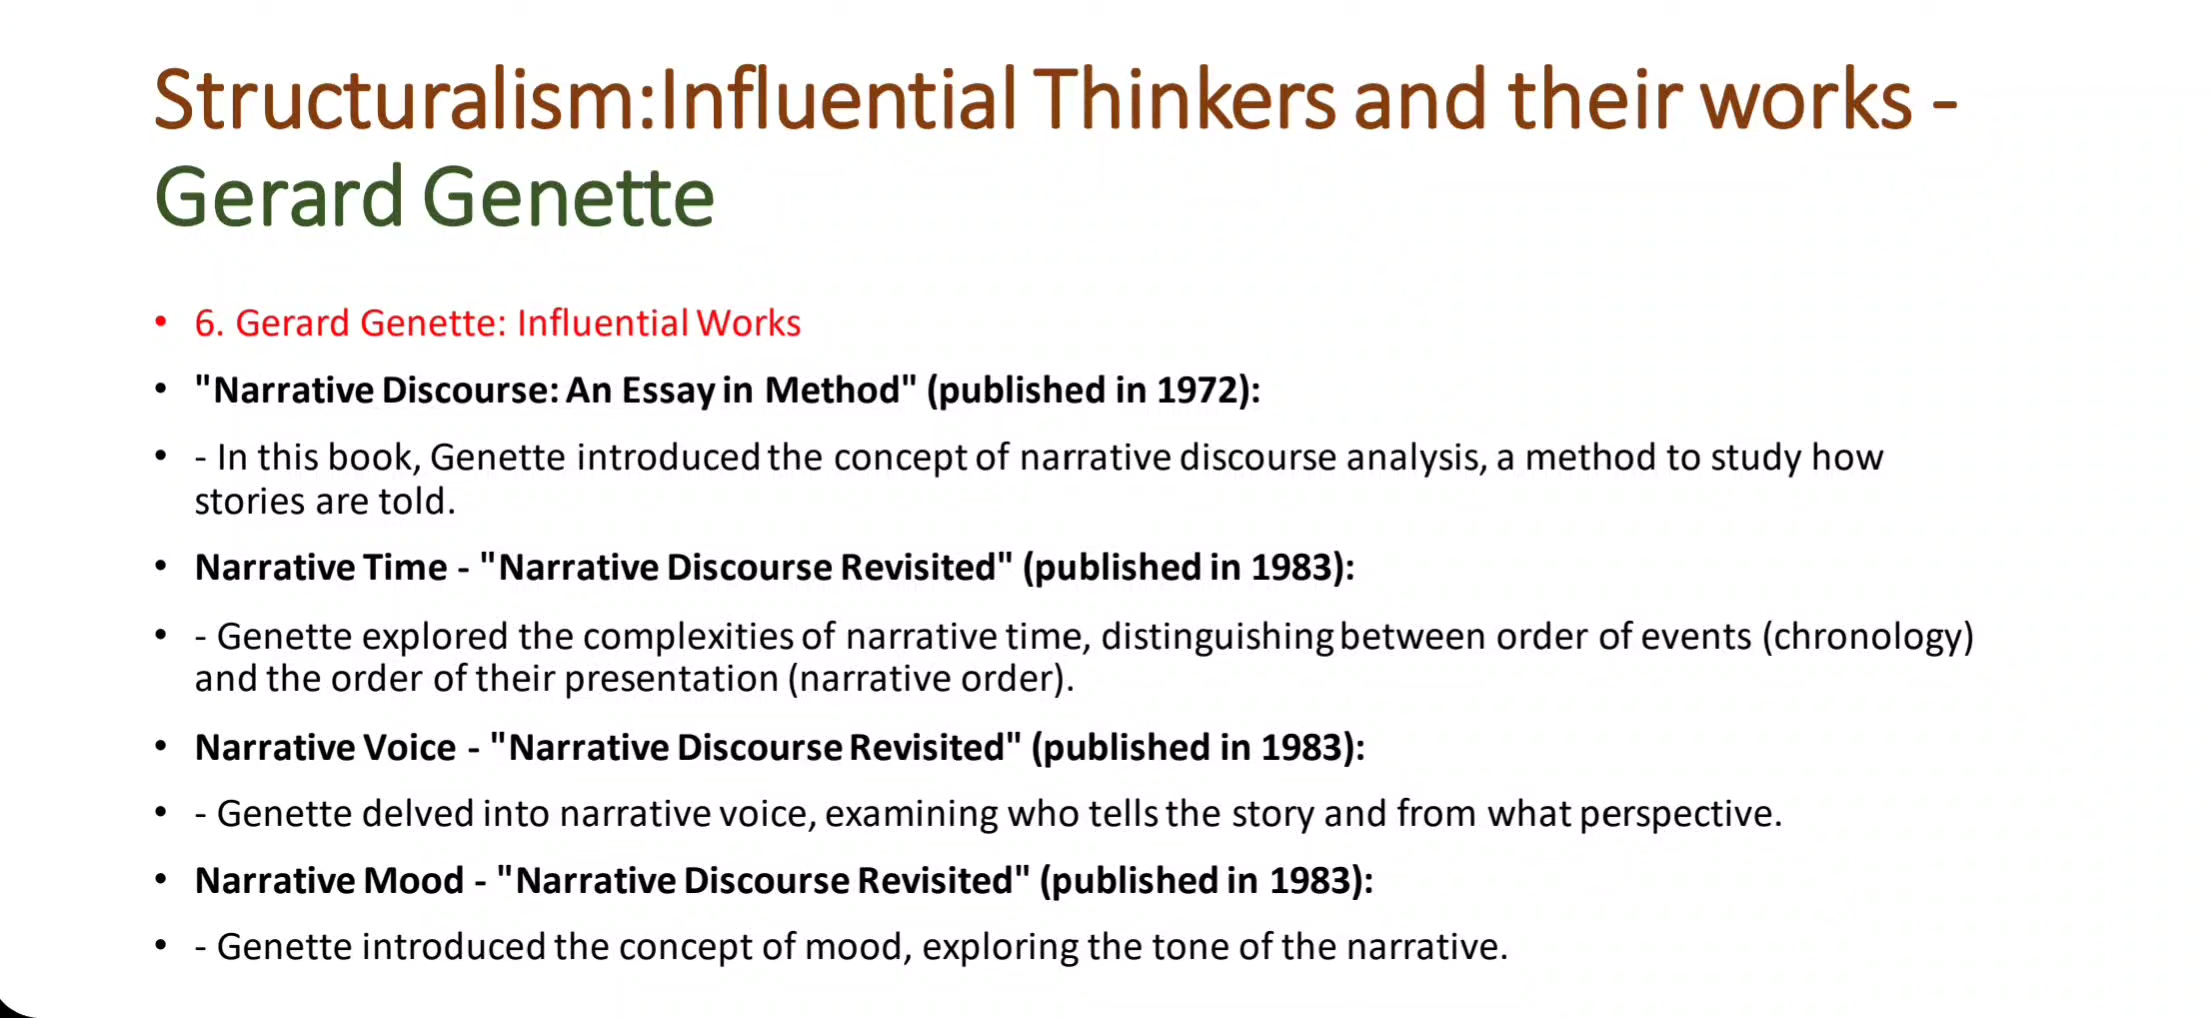 Structuralism:Influential Thinkers and their works -
Gerard Genette
• 6. Gerard Genette: Influential Works
• "Narrative Discourse: An Essay in Method" (published in 1972):
• - In this book, Genette introduced the concept of narrative discourse analysis, a method to study how
stories are told.
• Narrative Time - "Narrative Discourse Revisited" (published in 1983):
• - Genette explored the complexities of narrative time, distinguishing between order of events (chronology)
and the order of their presentation (narrative order).
• Narrative Voice - "Narrative Discourse Revisited" (published in 1983):
• - Genette delved into narrative voice, examining who tells the story and from what perspective.
• Narrative Mood - "Narrative Discourse Revisited" (published in 1983):
• - Genette introduced the concept of mood, exploring the tone of the narrative.